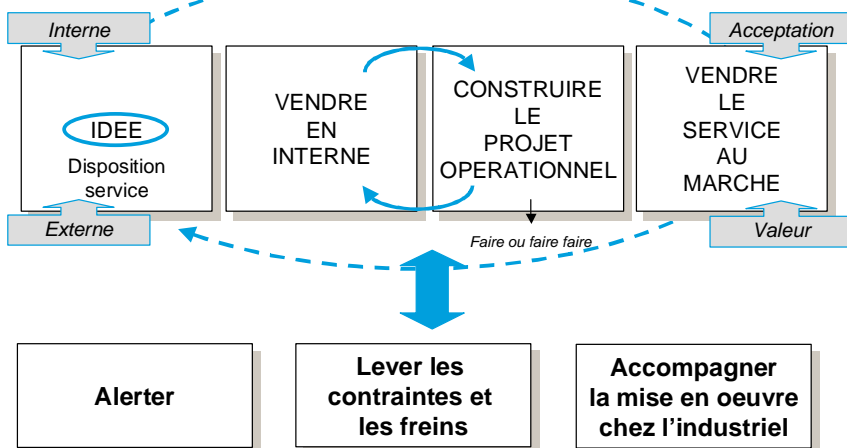 Interne
Acceptation
IDEE
Disposition
service
VENDRE
EN
INTERNE
CONSTRUIRE
LE
PROJET
OPERATIONNEL
VENDRE
LE
SERVICE
AU
MARCHE
Externe
Faire ou faire faire
Valeur
Alerter
Lever les
contraintes et
les freins
Accompagner
la mise en oeuvre
chez l'industriel